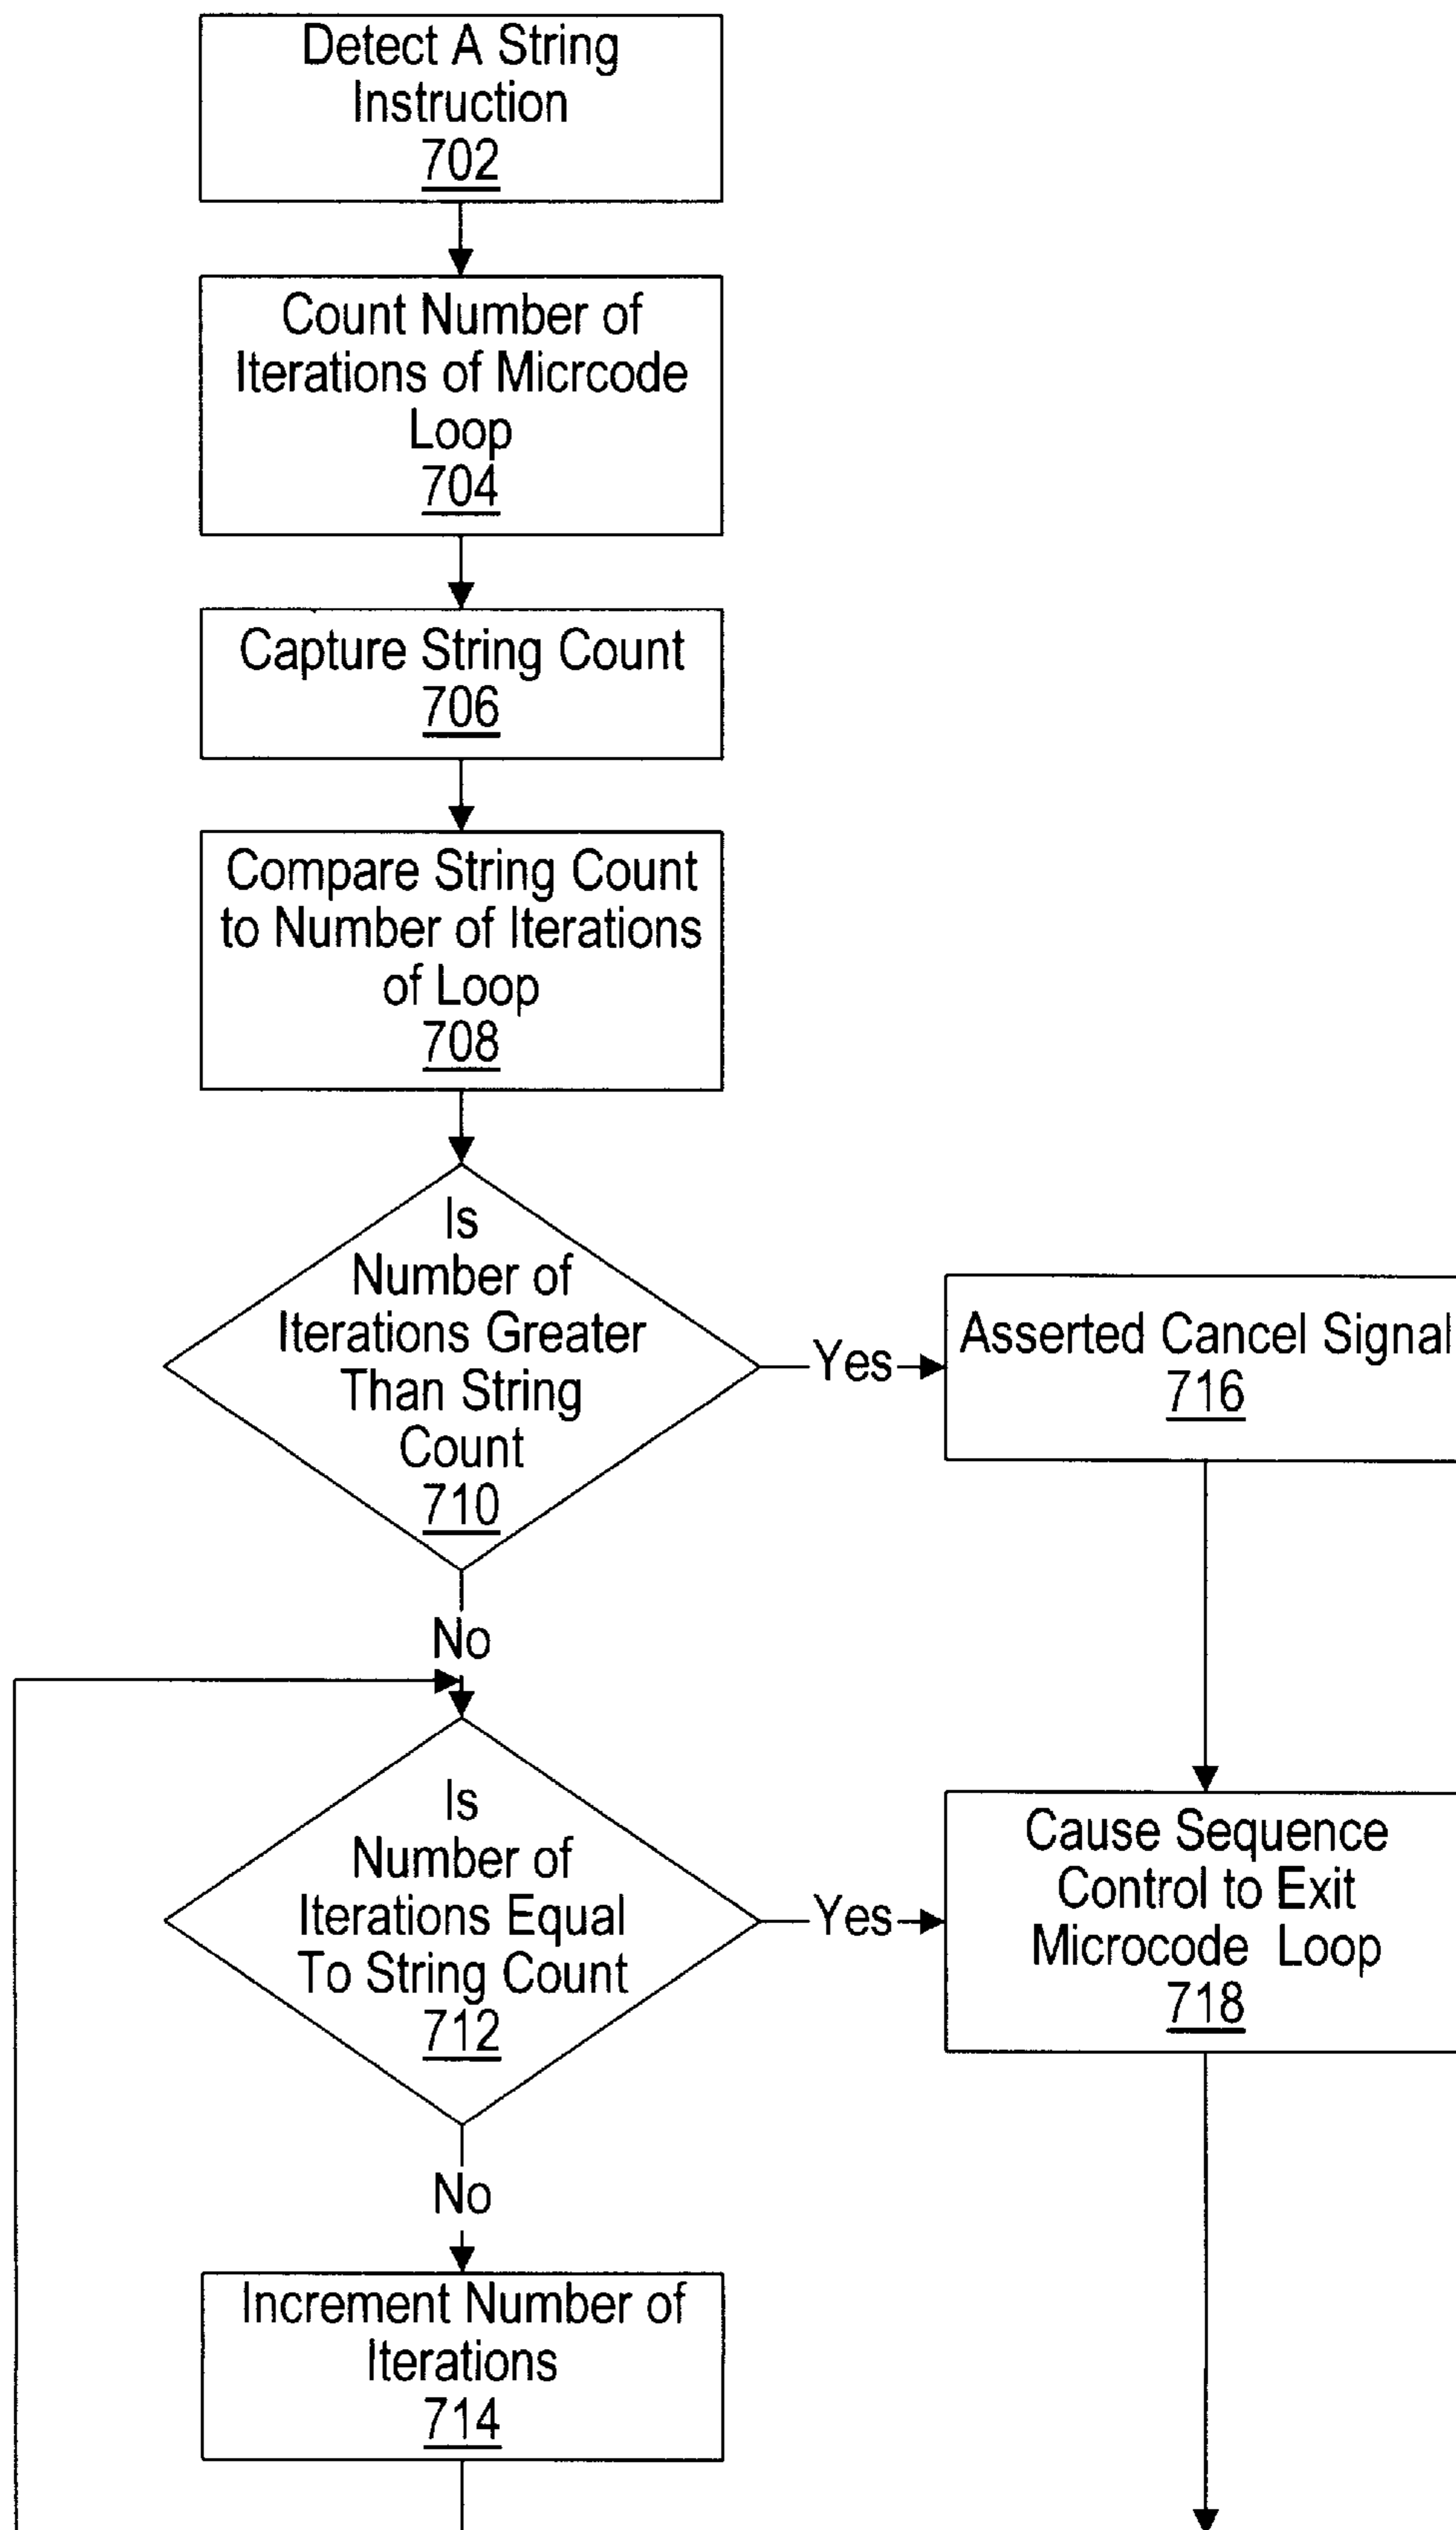 Detect A String
Instruction
702
Count Number of
Iterations of Micrcode
Loop
704
Capture String Count
706
Compare String Count
to Number of Iterations
of Loop
708
Is
Number of
Iterations Greater
Than String
Count
710
Yes
Asserted Cancel Signal
716
No
Is
Number of
Iterations Equal
To String Count
712
Yes
Cause Sequence
Control to Exit
Microcode Loop
718
No
Increment Number of
Iterations
714